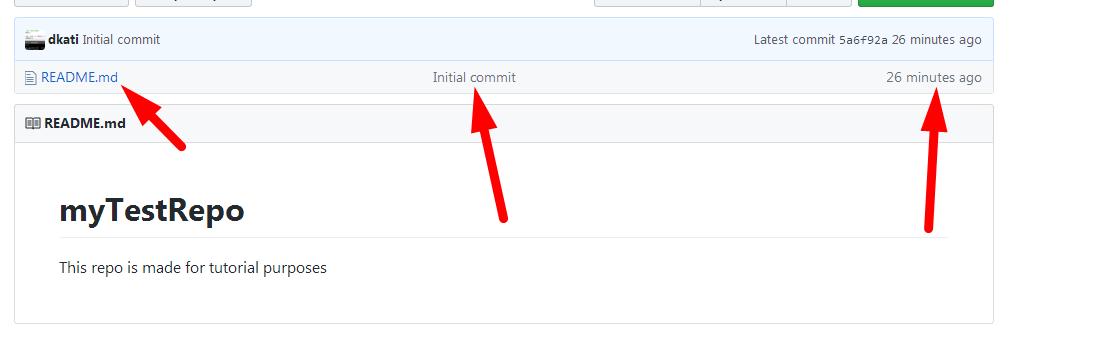 dkati Initial commit Latest commit 5a6f92a 26 minutes ago
README.md Initial commit 26 minutes ago
README.md
myTestRepo
This repo is made for tutorial purposes